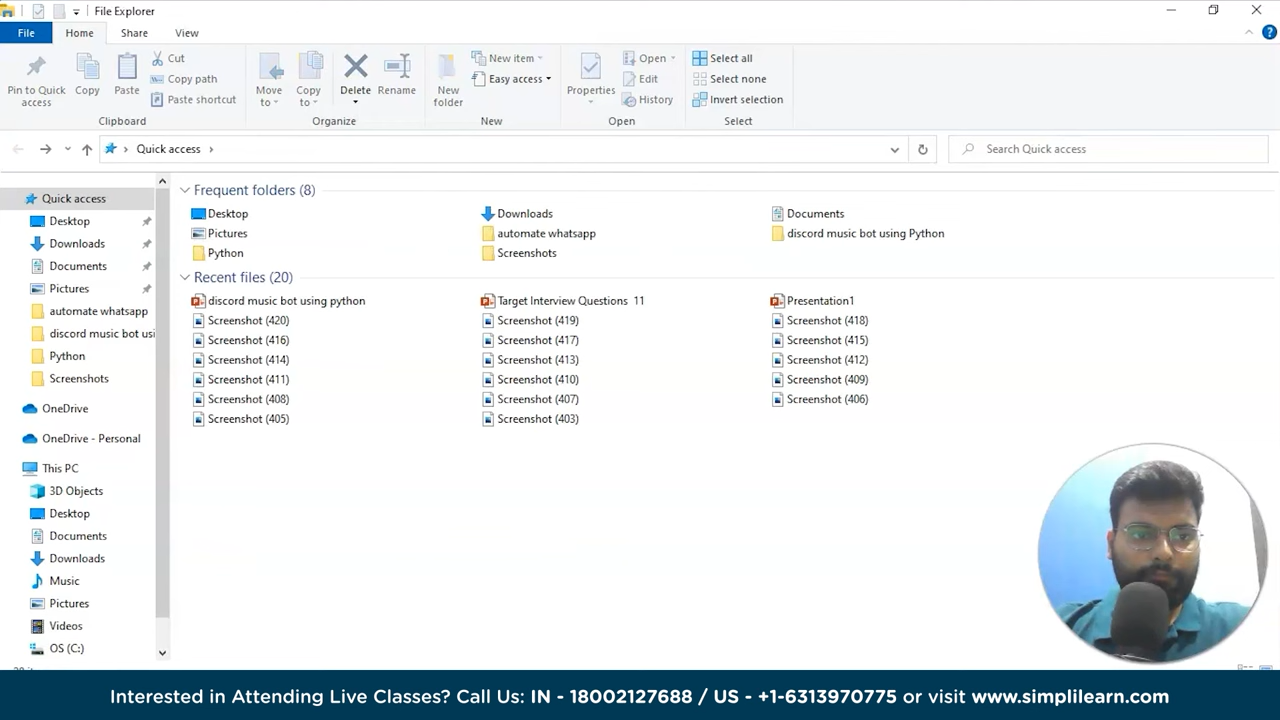 File Explorer
File Home Share View
Pin to Quick access
Copy
Paste
Cut
Copy path
Paste shortcut
Clipboard
Move to
Copy to
Delete
Rename
Organize
New folder
New item
Easy access
New
Properties
Open
Edit
History
Open
Select all
Select none
Invert selection
Select
Quick access
Search Quick access
Quick access
Desktop
Downloads
Documents
Pictures
automate whatsapp
discord music bot usi
Python
Screenshots
OneDrive
OneDrive - Personal
This PC
3D Objects
Desktop
Documents
Downloads
Music
Pictures
Videos
OS (C:)
Frequent folders (8)
Desktop Downloads Documents
Pictures automate whatsapp discord music bot using Python
Python Screenshots
Recent files (20)
discord music bot using python Target Interview Questions 11 Presentation1
Screenshot (420) Screenshot (419) Screenshot (418)
Screenshot (416) Screenshot (417) Screenshot (415)
Screenshot (414) Screenshot (413) Screenshot (412)
Screenshot (411) Screenshot (410) Screenshot (409)
Screenshot (408) Screenshot (407) Screenshot (406)
Screenshot (405) Screenshot (403)
Interested in Attending Live Classes? Call Us: IN - 18002127688 / US - +1-6313970775 or visit www.simplilearn.com